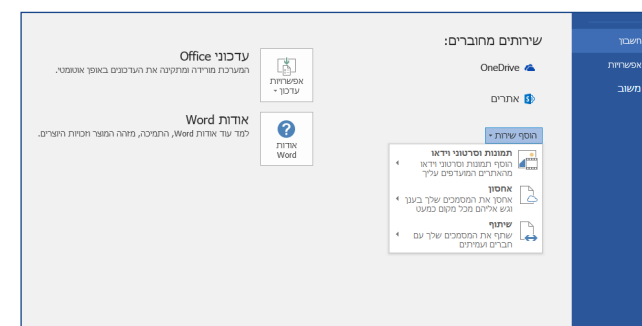 חשבון
אפשרויות
משוב
שירותים מחוברים:
OneDrive
אתרים
הוסף שירות
תמונות וסרטוני וידאו
הוסף תמונות וסרטוני וידאו
מהאתרים המועדפים עליך
אחסון
אחסן את המסמכים שלך בענן
וגש אליהם מכל מקום כמעט
שיתוף
שתף את המסמכים שלך עם
חברים ועמיתים
עדכוני Office
המערכת מורידה ומתקינה את העדכונים באופן אוטומטי.
אפשרויות
עדכון
אודות Word
למד עוד אודות Word, התמיכה, מזהה המוצר וזכויות היוצרים.
אודות
Word